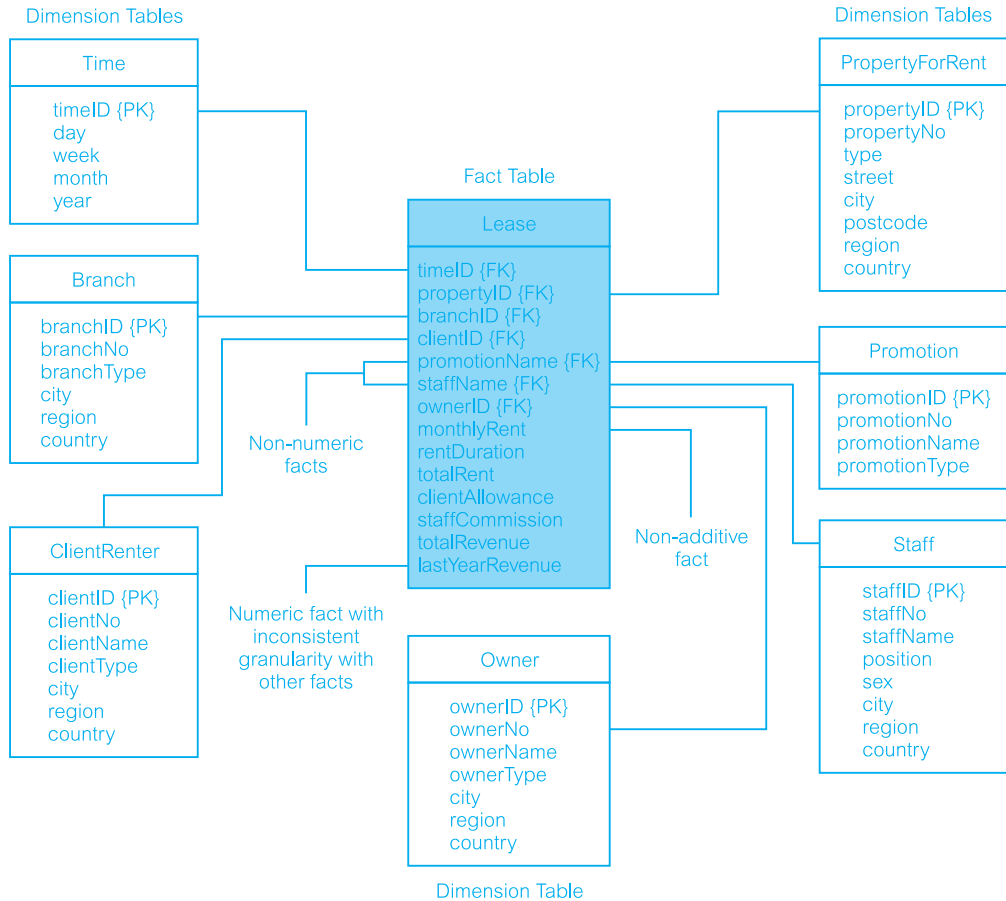 Dimension Tables
Time
timeID {PK}
day
week
month
year
Branch
branchID {PK}
branchNo
branchType
city
region
country
Non-numeric
facts
ClientRenter
clientID {PK}
clientNo
clientName
clientType
city
region
country
Fact Table
Lease
timeID {FK}
propertyID {FK}
branchID {FK}
clientID {FK}
promotionName {FK}
staffName {FK}
ownerID {FK}
monthlyRent
rentDuration
totalRent
clientAllowance
staffCommission
totalRevenue
lastYearRevenue
Numeric fact with
inconsistent
granularity with
other facts
Non-additive
fact
Owner
ownerID {PK}
ownerNo
ownerName
ownerType
city
region
country
Dimension Table
Dimension Tables
PropertyForRent
propertyID {PK}
propertyNo
type
street
city
postcode
region
country
Promotion
promotionID {PK}
promotionNo
promotionName
promotionType
Staff
staffID {PK}
staffNo
staffName
position
sex
city
region
country